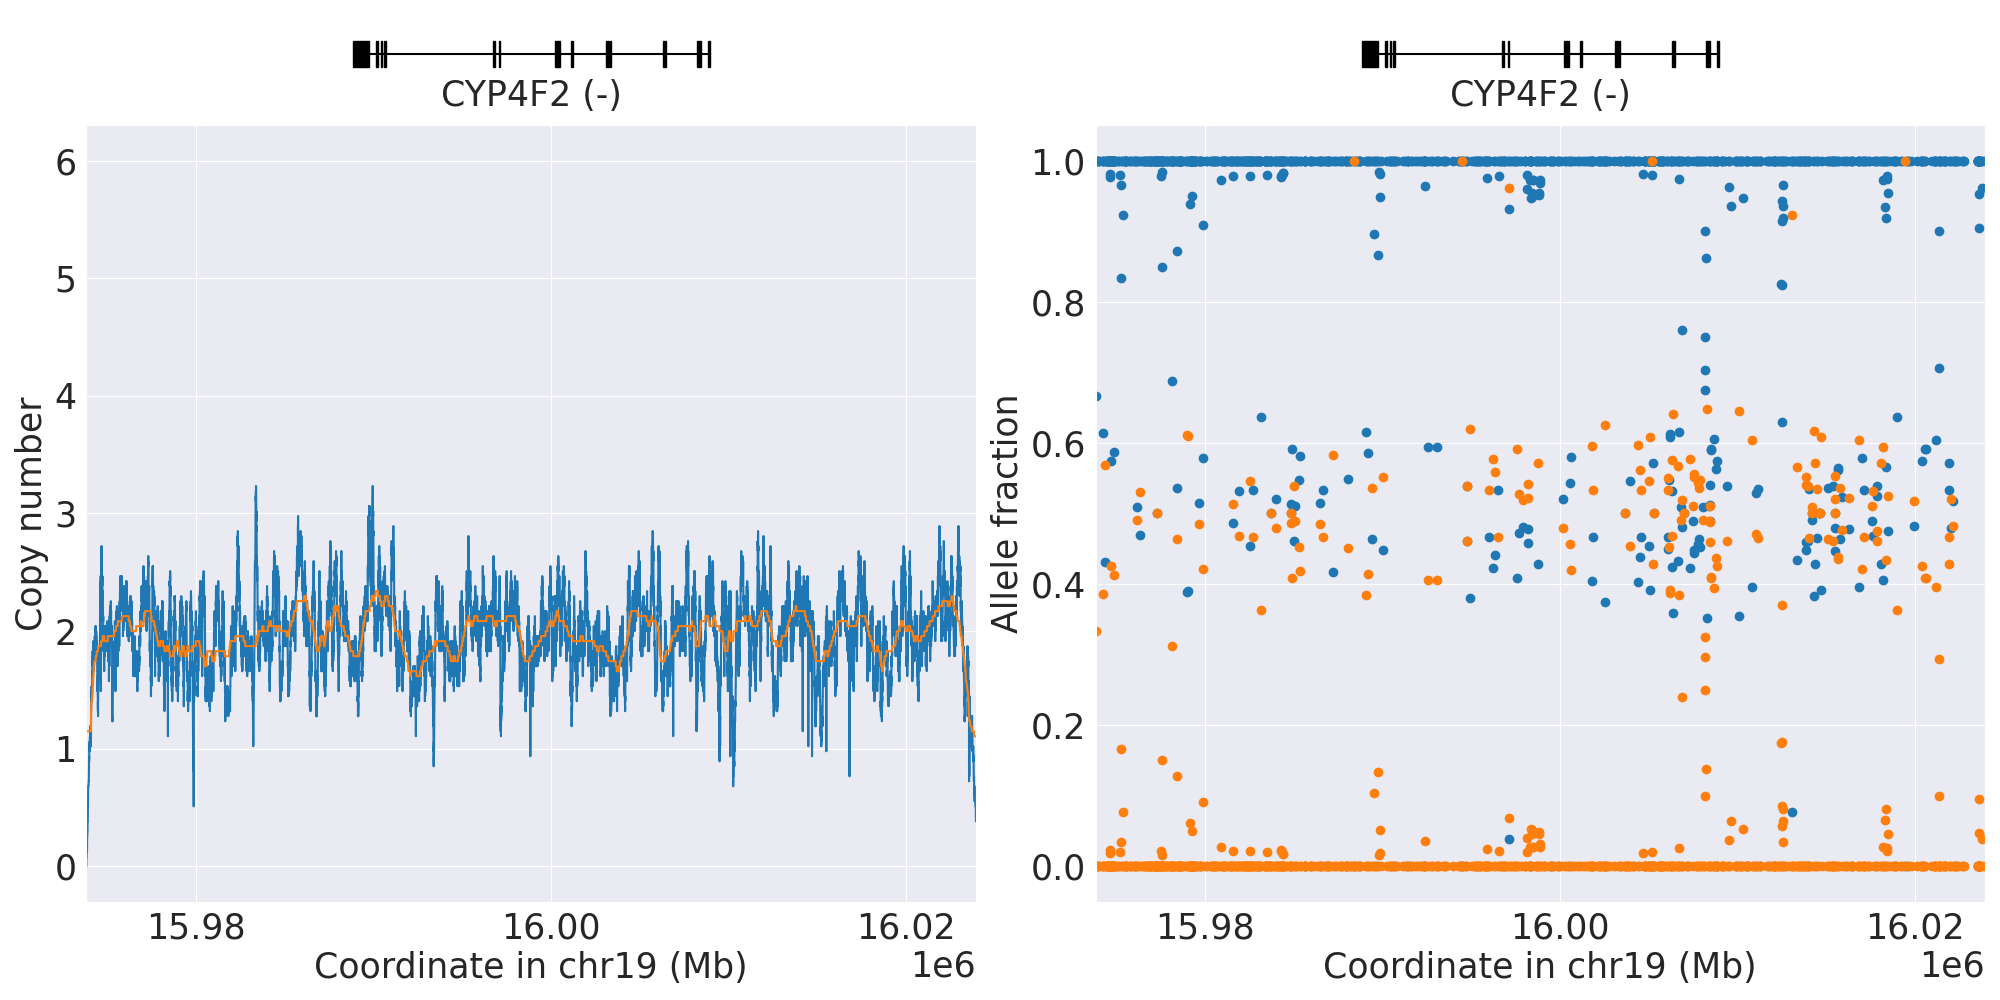 CYP4F2 (-)
Copy number
6
5
4
3
2
1
0
15.98
16.00
16.02
Coordinate in chr19 (Mb)
1e6
CYP4F2 (-)
Allele fraction
1.0
0.8
0.6
0.4
0.2
0.0
15.98
16.00
16.02
Coordinate in chr19 (Mb)
1e6